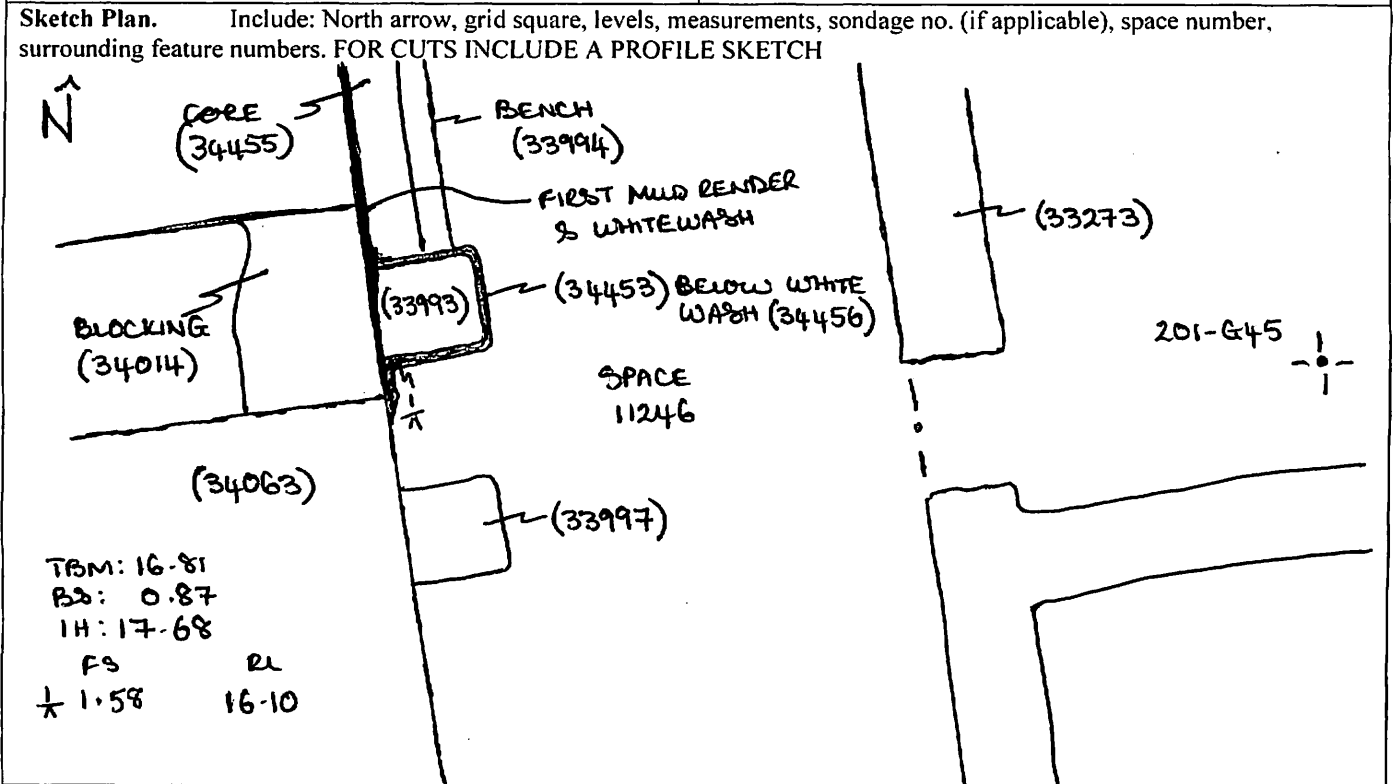 Sketch Plan. Include: North arrow, grid square, levels, measurements, sondage no. (if applicable), space number,
surrounding feature numbers. FOR CUTS INCLUDE A PROFILE SKETCH
N
CORE
(34455)
BENCH
(33994)
FIRST MUD RENDER
& WHITEWASH
(33273)
(33993)
(34453) BELOW WHITE
WASH (34456)
BLOCKING
(34014)
201-G45
SPACE
11246
1
(34063)
(33997)
TBM: 16.81
BS: 0.87
IH: 17.68
FS RL
1 1.58 16.10